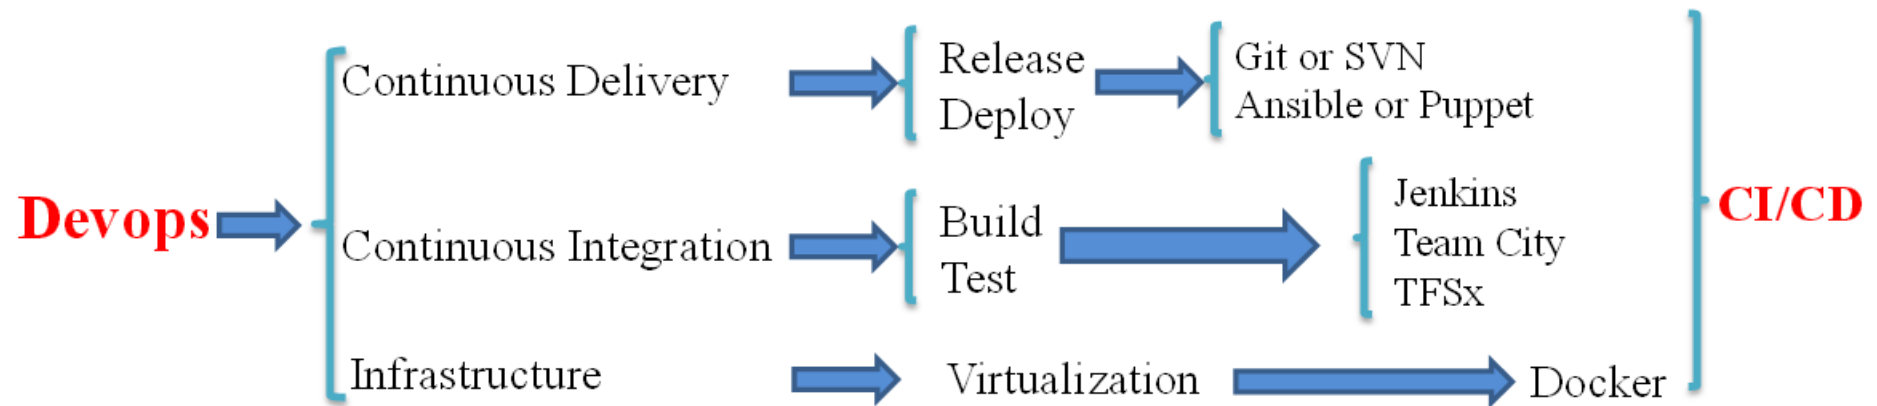 Devops
Continuous Delivery
Release
Deploy
Git or SVN
Ansible or Puppet
Continuous Integration
Build
Test
Jenkins
Team City
TFSx
Infrastructure
Virtualization
Docker
CI/CD